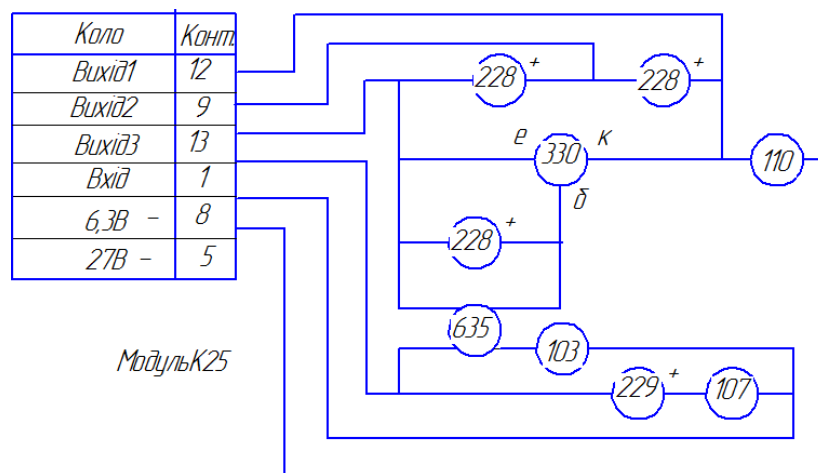 Коло Конт.
Вихід1 12
Вихід2 9
Вихід3 13
Вхід 1
6,3В – 8
27В – 5
МодульК25
228 +
228 +
е 330 К
б
110
228 +
635
103
229 +
107